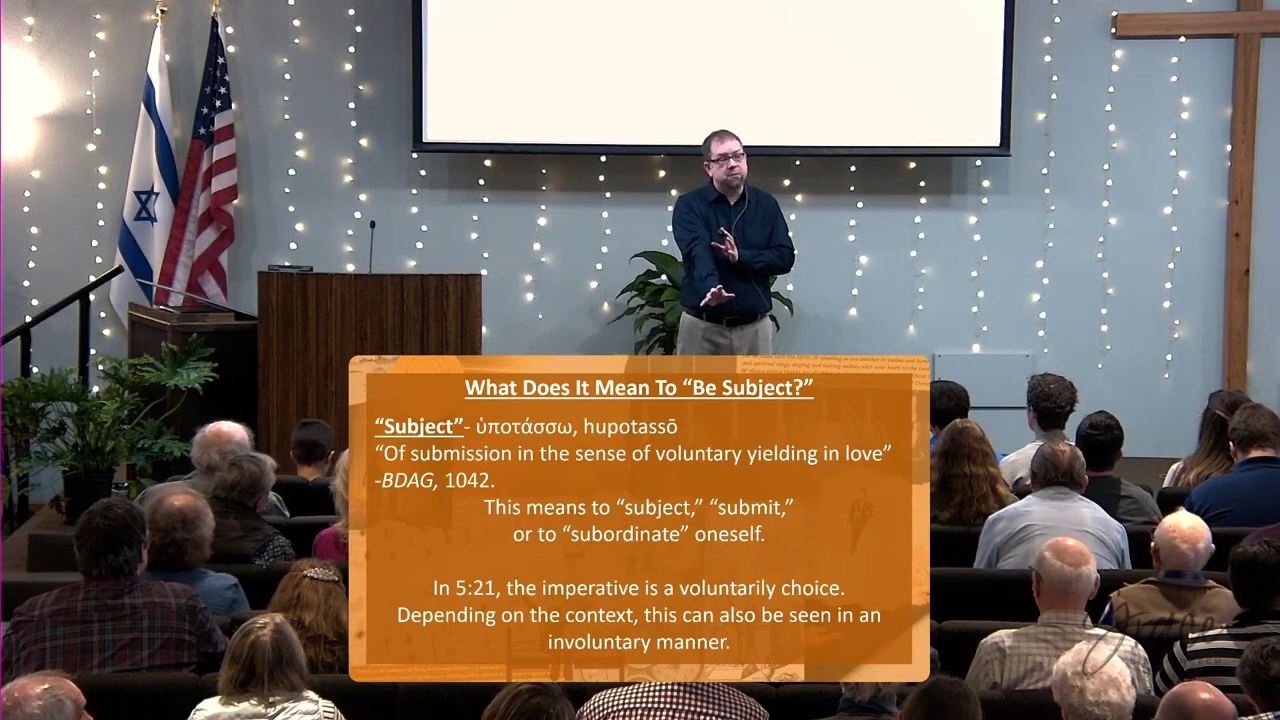 What Does It Mean To “Be Subject?”
“Subject”- ὑποτάσσω, hupotassō
“Of submission in the sense of voluntary yielding in love”
-BDAG, 1042.
This means to “subject,” “submit,”
or to “subordinate” oneself.
In 5:21, the imperative is a voluntarily choice.
Depending on the context, this can also be seen in an
involuntary manner.
Grace